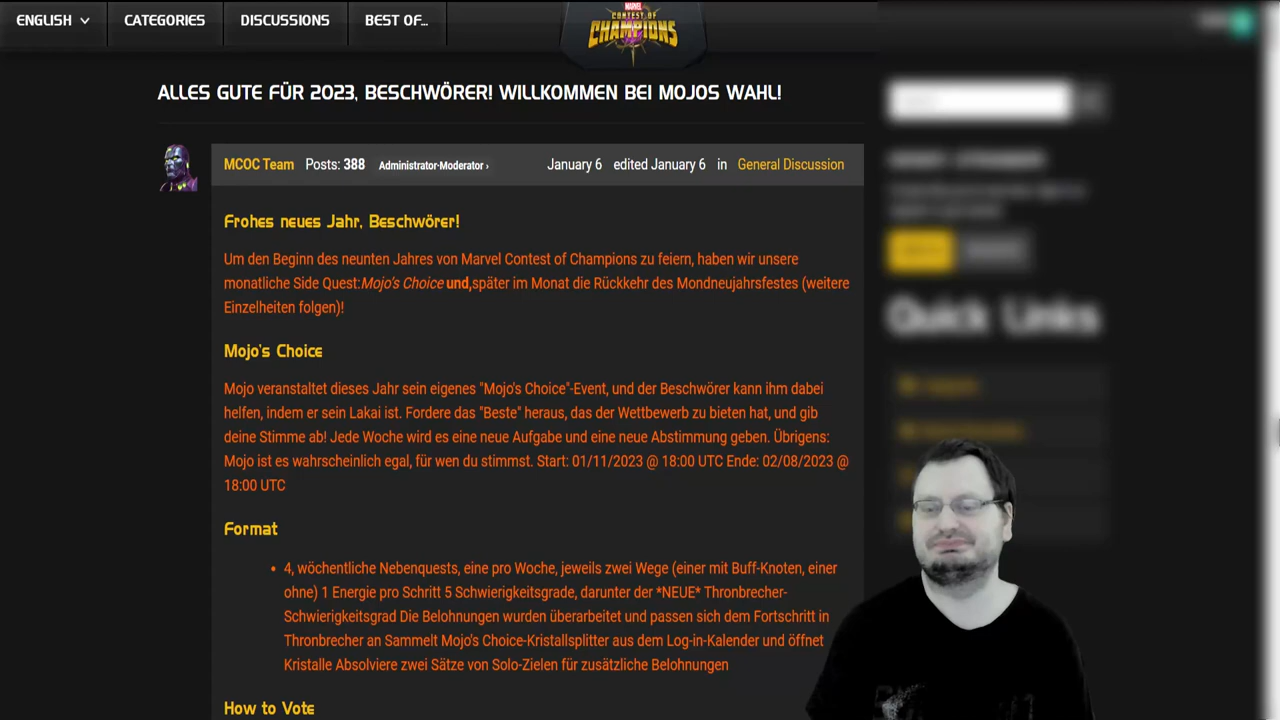 ENGLISH
CATEGORIES
DISCUSSIONS
BEST OF...
MARVEL
CONTEST OF
CHAMPIONS
ALLES GUTE FÜR 2023, BESCHWÖRER! WILLKOMMEN BEI MOJOS WAHL!
MCOC Team Posts: 388 Administrator-Moderator › January 6 edited January 6 in General Discussion
Frohes neues Jahr, Beschwörer!
Um den Beginn des neunten Jahres von Marvel Contest of Champions zu feiern, haben wir unsere
monatliche Side Quest:Mojo's Choice und,später im Monat die Rückkehr des Mondneujahrsfestes (weitere
Einzelheiten folgen)!
Mojo's Choice
Mojo veranstaltet dieses Jahr sein eigenes "Mojo's Choice"-Event, und der Beschwörer kann ihm dabei
helfen, indem er sein Lakai ist. Fordere das "Beste" heraus, das der Wettbewerb zu bieten hat, und gib
deine Stimme ab! Jede Woche wird es eine neue Aufgabe und eine neue Abstimmung geben. Übrigens:
Mojo ist es wahrscheinlich egal, für wen du stimmst. Start: 01/11/2023 @ 18:00 UTC Ende: 02/08/2023 @
18:00 UTC
Format
• 4, wöchentliche Nebenquests, eine pro Woche, jeweils zwei Wege (einer mit Buff-Knoten, einer
ohne) 1 Energie pro Schritt 5 Schwierigkeitsgrade, darunter der *NEUE* Thronbrecher-
Schwierigkeitsgrad Die Belohnungen wurden überarbeitet und passen sich dem Fortschritt in
Thronbrecher an Sammelt Mojo's Choice-Kristallsplitter aus dem Log-in-Kalender und öffnet
Kristalle Absolviere zwei Sätze von Solo-Zielen für zusätzliche Belohnungen
How to Vote
Quick Links